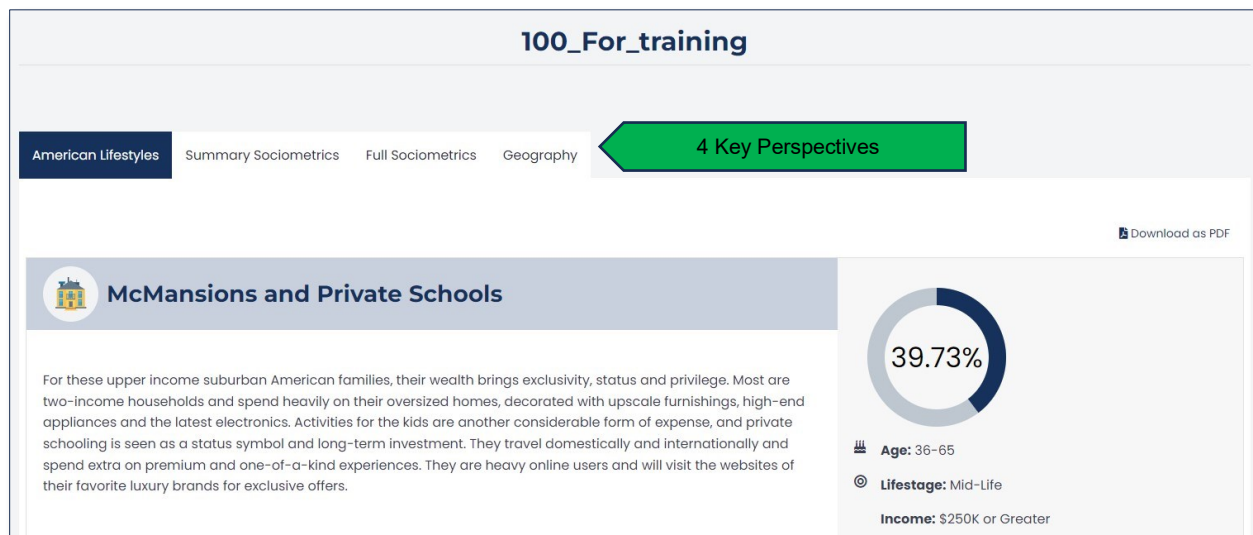 100_For_training
American Lifestyles
Summary Sociometrics
Full Sociometrics
Geography
4 Key Perspectives
Download as PDF
McMansions and Private Schools
For these upper income suburban American families, their wealth brings exclusivity, status and privilege. Most are
two-income households and spend heavily on their oversized homes, decorated with upscale furnishings, high-end
appliances and the latest electronics. Activities for the kids are another considerable form of expense, and private
schooling is seen as a status symbol and long-term investment. They travel domestically and internationally and
spend extra on premium and one-of-a-kind experiences. They are heavy online users and will visit the websites of
their favorite luxury brands for exclusive offers.
39.73%
Age: 36-65
Lifestage: Mid-Life
Income: $250K or Greater